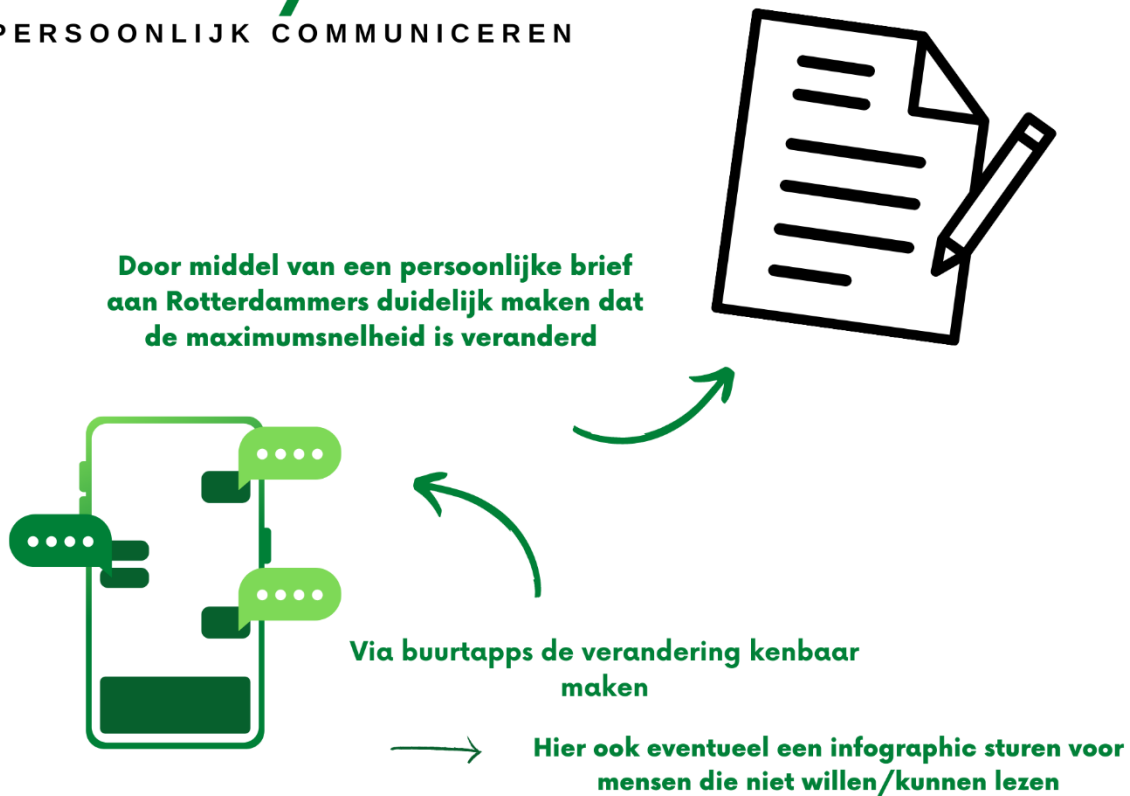 PERSOONLIJK COMMUNICEREN
Door middel van een persoonlijke brief
aan Rotterdammers duidelijk maken dat
de maximumsnelheid is veranderd
Via buurtapps de verandering kenbaar
maken
Hier ook eventueel een infographic sturen voor
mensen die niet willen/kunnen lezen